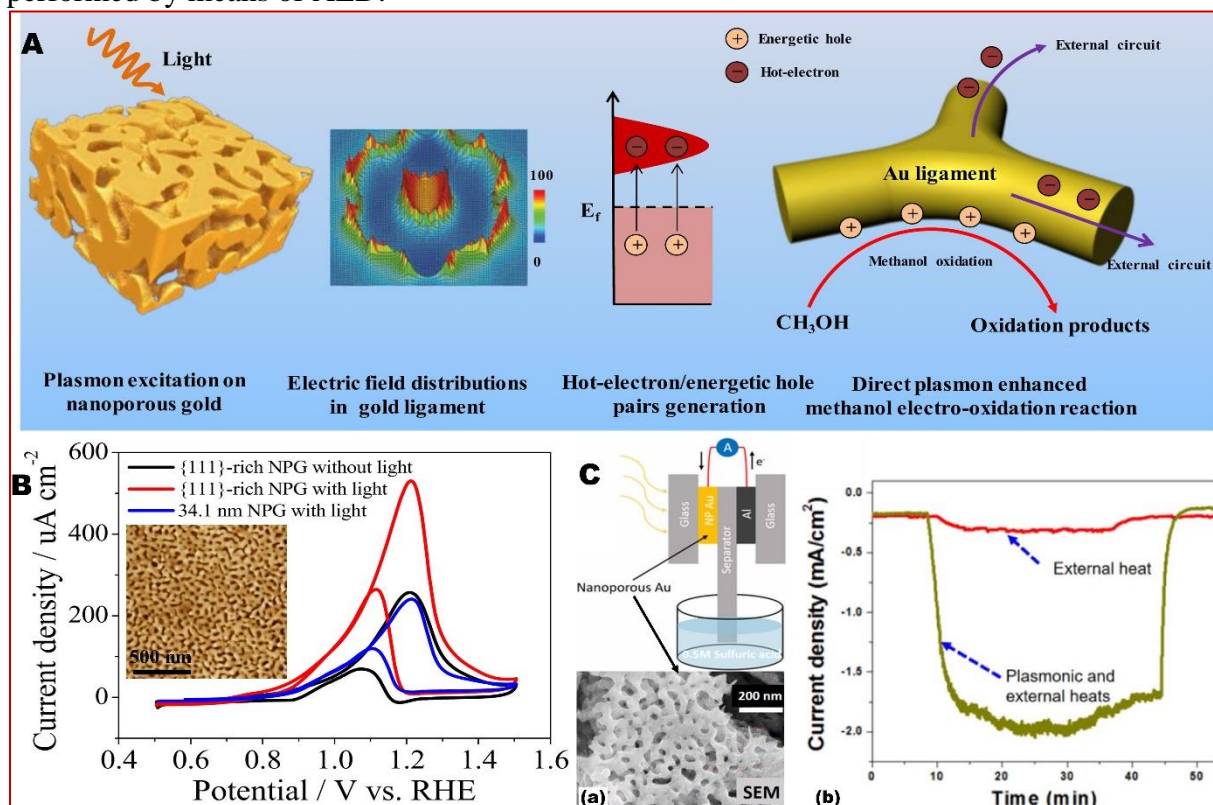 performed by means of AED.
A
Light
100
0
Ef
+ Energetic hole
− Hot-electron
External circuit
Au ligament
Methanol oxidation
External circuit
CH3OH
Oxidation products
Plasmon excitation on
nanoporous gold
Electric field distributions
in gold ligament
Hot-electron/energetic hole
pairs generation
Direct plasmon enhanced
methanol electro-oxidation reaction
B
{111}-rich NPG without light
{111}-rich NPG with light
34.1 nm NPG with light
500 nm
600
400
200
0
Current density / uA cm-2
0.4 0.6 0.8 1.0 1.2 1.4 1.6
Potential / V vs. RHE
C
A
e-
Glass
NP Au
Separator
Al
Glass
Nanoporous Au
0.5M Sulfuric acid
200 nm
(a)
SEM
0.0
-0.5
-1.0
-1.5
-2.0
Current density (mA/cm2)
External heat
Plasmonic and
external heats
0 10 20 30 40 50
(b)
Time (min)